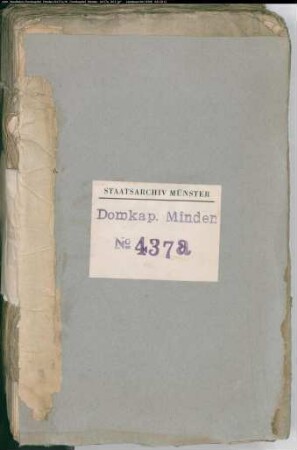 STAATSARCHIV MÜNSTER
Domkap. Minden
No 437a